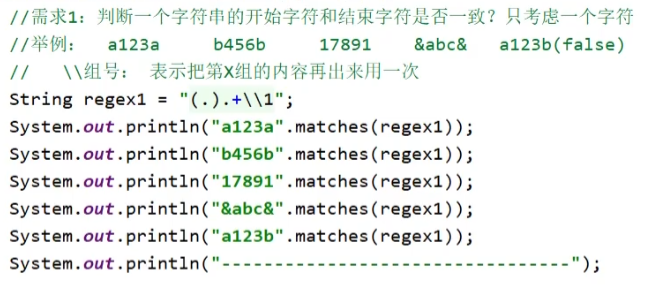 //需求1：判断一个字符串的开始字符和结束字符是否一致？只考虑一个字符
//举例： a123a b456b 17891 &abc& a123b(false)
// \\组号： 表示把第X组的内容再出来用一次
String regex1 = "(.).+\\1";
System.out.println("a123a".matches(regex1));
System.out.println("b456b".matches(regex1));
System.out.println("17891".matches(regex1));
System.out.println("&abc&".matches(regex1));
System.out.println("a123b".matches(regex1));
System.out.println("--------------------------------");